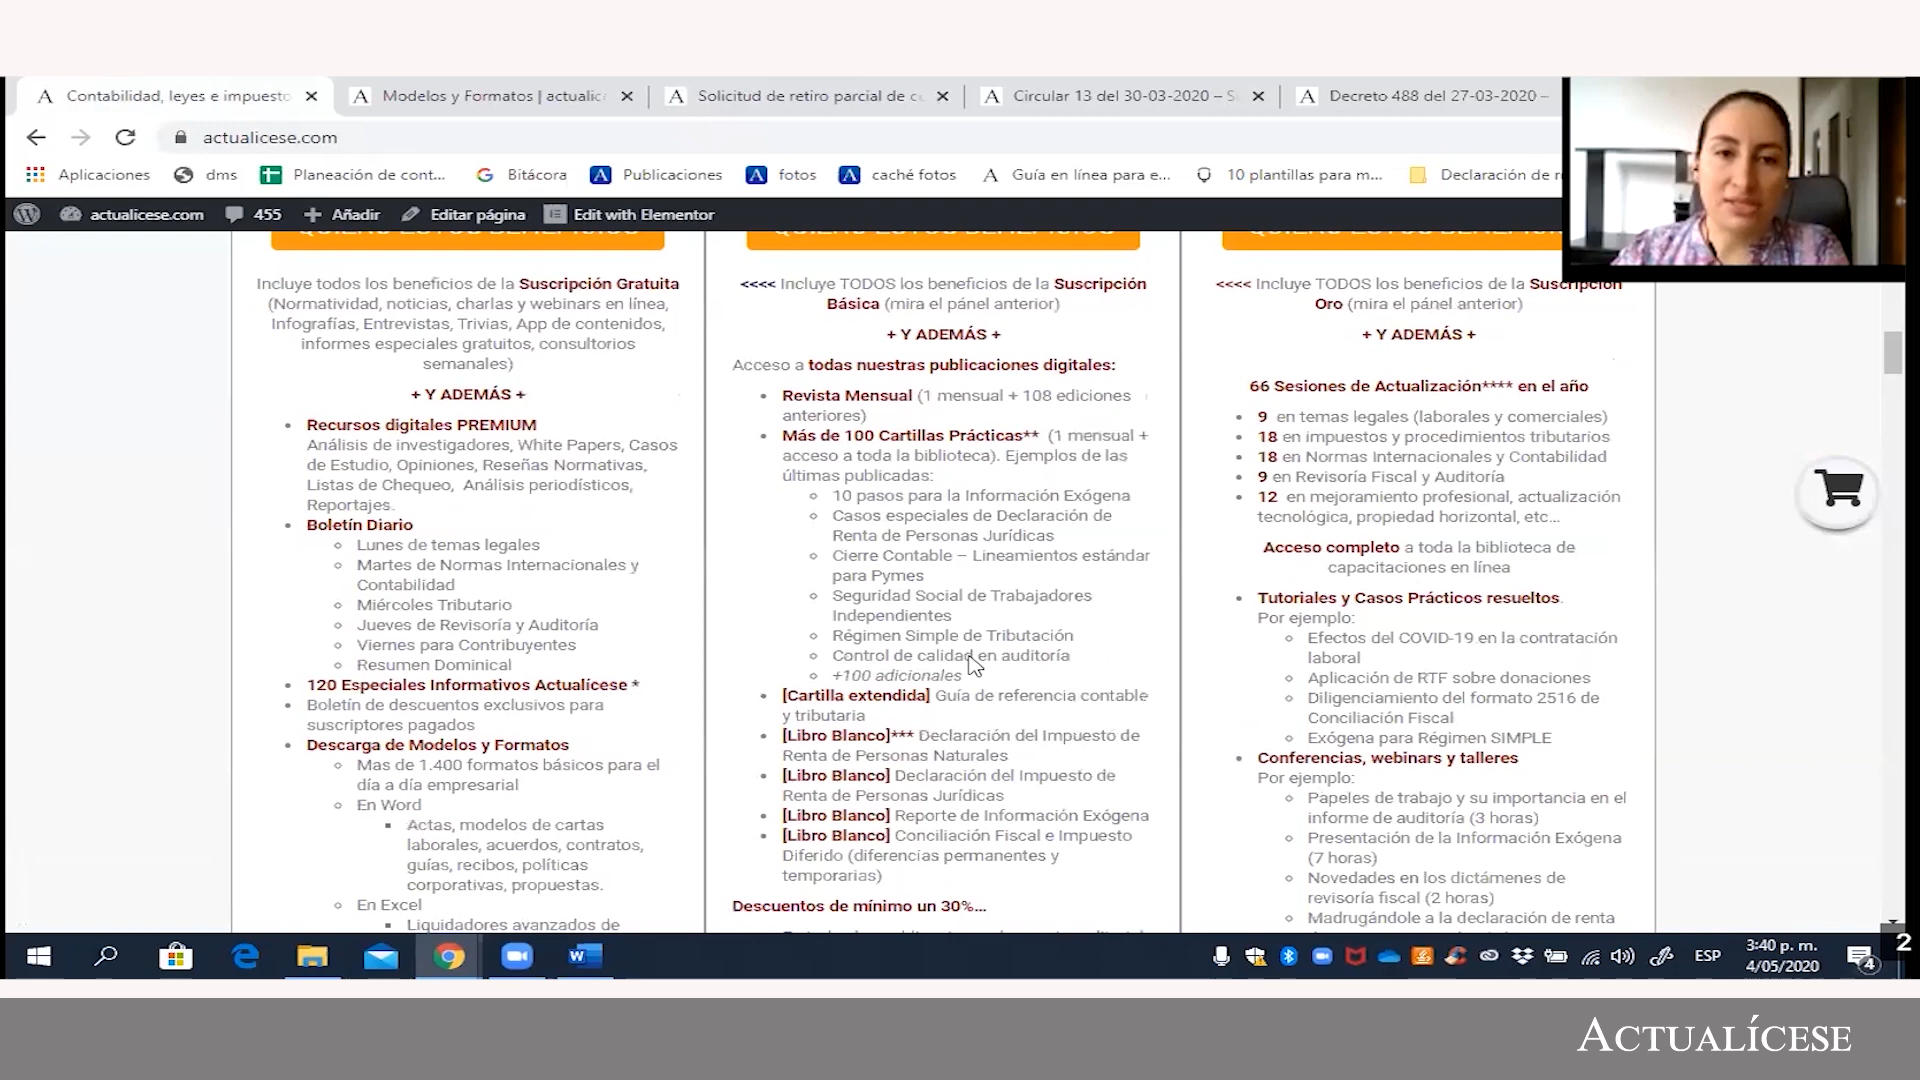 Contabilidad, leyes e impuesto
Modelos y Formatos | actualic
Solicitud de retiro parcial de c
Circular 13 del 30-03-2020 – S
Decreto 488 del 27-03-2020 –
actualicese.com
Aplicaciones
dms
Planeación de cont...
Bitácora
Publicaciones
fotos
caché fotos
Guía en línea para e...
10 plantillas para m...
Declaración de r
actualicese.com
455
Añadir
Editar página
Edit with Elementor
Incluye todos los beneficios de la Suscripción Gratuita
(Normatividad, noticias, charlas y webinars en línea,
Infografías, Entrevistas, Trivias, App de contenidos,
informes especiales gratuitos, consultorios
semanales)
+ Y ADEMÁS +
Recursos digitales PREMIUM
Análisis de investigadores, White Papers, Casos
de Estudio, Opiniones, Reseñas Normativas,
Listas de Chequeo, Análisis periodísticos,
Reportajes.
Boletín Diario
Lunes de temas legales
Martes de Normas Internacionales y
Contabilidad
Miércoles Tributario
Jueves de Revisoría y Auditoría
Viernes para Contribuyentes
Resumen Dominical
120 Especiales Informativos Actualícese *
Boletín de descuentos exclusivos para
suscriptores pagados
Descarga de Modelos y Formatos
Mas de 1.400 formatos básicos para el
día a día empresarial
En Word
Actas, modelos de cartas
laborales, acuerdos, contratos,
guías, recibos, políticas
corporativas, propuestas.
En Excel
Liquidadores avanzados de
<<<< Incluye TODOS los beneficios de la Suscripción
Básica (mira el pánel anterior)
+ Y ADEMÁS +
Acceso a todas nuestras publicaciones digitales:
Revista Mensual (1 mensual + 108 ediciones
anteriores)
Más de 100 Cartillas Prácticas** (1 mensual +
acceso a toda la biblioteca). Ejemplos de las
últimas publicadas:
10 pasos para la Información Exógena
Casos especiales de Declaración de
Renta de Personas Jurídicas
Cierre Contable – Lineamientos estándar
para Pymes
Seguridad Social de Trabajadores
Independientes
Régimen Simple de Tributación
Control de calidad en auditoría
+100 adicionales
[Cartilla extendida] Guía de referencia contable
y tributaria
[Libro Blanco]*** Declaración del Impuesto de
Renta de Personas Naturales
[Libro Blanco] Declaración del Impuesto de
Renta de Personas Jurídicas
[Libro Blanco] Reporte de Información Exógena
[Libro Blanco] Conciliación Fiscal e Impuesto
Diferido (diferencias permanentes y
temporarias)
Descuentos de mínimo un 30%...
<<<< Incluye TODOS los beneficios de la Suscripción
Oro (mira el pánel anterior)
+ Y ADEMÁS +
66 Sesiones de Actualización**** en el año
9 en temas legales (laborales y comerciales)
18 en impuestos y procedimientos tributarios
18 en Normas Internacionales y Contabilidad
9 en Revisoría Fiscal y Auditoría
12 en mejoramiento profesional, actualización
tecnológica, propiedad horizontal, etc...
Acceso completo a toda la biblioteca de
capacitaciones en línea
Tutoriales y Casos Prácticos resueltos.
Por ejemplo:
Efectos del COVID-19 en la contratación
laboral
Aplicación de RTF sobre donaciones
Diligenciamiento del formato 2516 de
Conciliación Fiscal
Exógena para Régimen SIMPLE
Conferencias, webinars y talleres
Por ejemplo:
Papeles de trabajo y su importancia en el
informe de auditoría (3 horas)
Presentación de la Información Exógena
(7 horas)
Novedades en los dictámenes de
revisoría fiscal (2 horas)
Madrugándole a la declaración de renta
ESP
3:40 p. m.
4/05/2020
4
2
ACTUALÍCESE